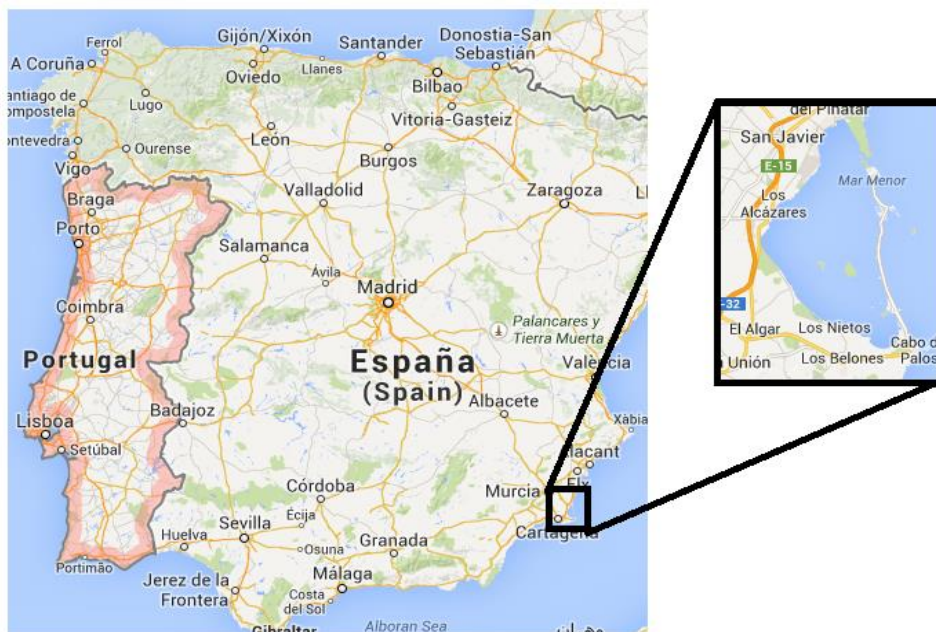 Ferrol
Gijón/Xixón
Santander
Donostia-San
Sebastián
A Coruña
Oviedo
Llanes
Bilbao
antiago de
ompostela
Lugo
Vitoria-Gasteiz
ontevedra
León
Ourense
Burgos
Vigo
Braga
Valladolid
Zaragoza
Ll
Porto
Salamanca
Ávila
Madrid
Coimbra
Palancares y
Tierra Muerta
Portugal
España
(Spain)
Valencia
Albacete
Badajoz
Lisboa
Setúbal
Xàbia
Alacant
Elx
Murcia
Córdoba
Cartagena
Écija
Sevilla
Huelva
Osuna
Granada
Portimão
Jerez de la
Frontera
Málaga
Costa
del Sol
Gibraltar
Alboran Sea
del Pinatar
San Javier
E-15
Mar Menor
Los
Alcázares
-32
El Algar
Los Nietos
Cabo d
Palos
Unión
Los Belones